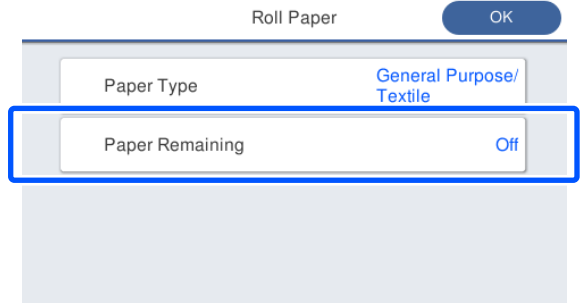 Roll Paper
OK
Paper Type
General Purpose/
Textile
Paper Remaining
Off